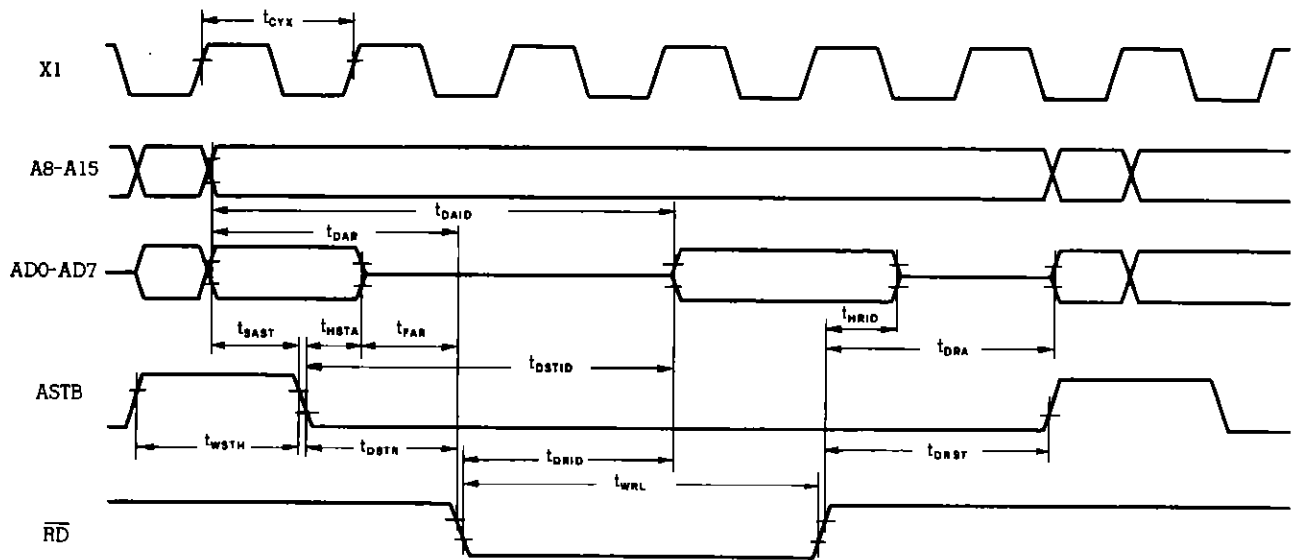 tCYX
X1
A8-A15
tDAID
tDAR
AD0-AD7
tSAST
tHSTA
tFAR
tHRID
tDRA
tDSTID
ASTB
tWSTH
tDSTR
tDRID
tDRST
tWRL
R̅D̅